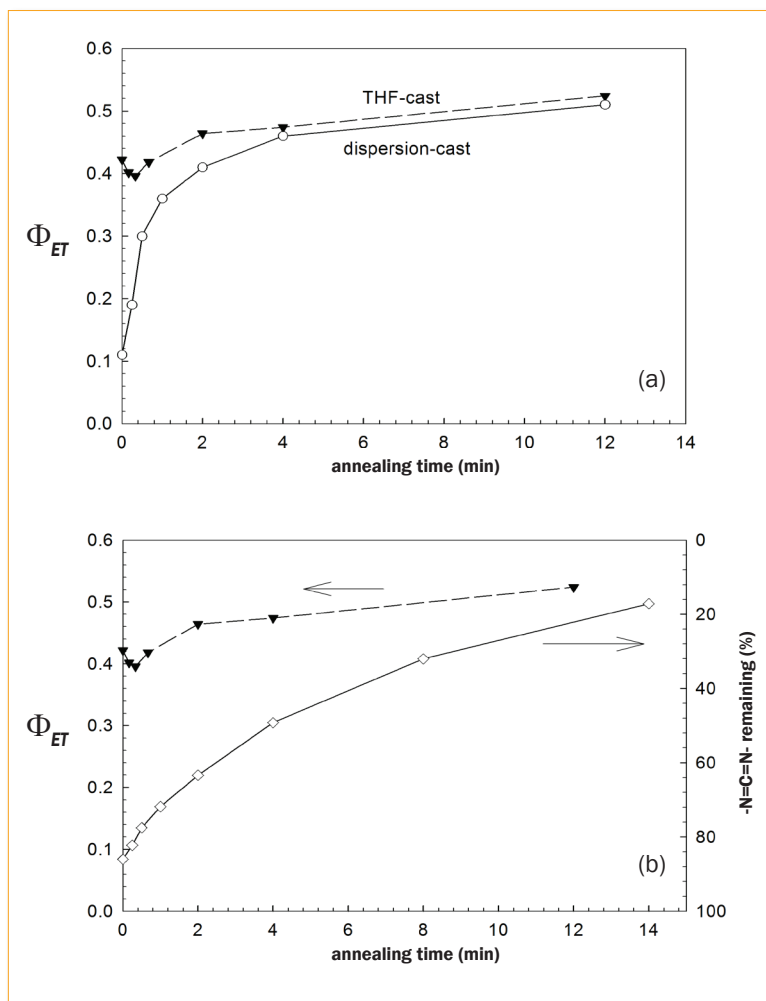 0.6
0.5
0.4
0.3
0.2
0.1
0.0
ΦET
THF-cast
dispersion-cast
(a)
0 2 4 6 8 10 12 14
annealing time (min)
0.6
0.5
0.4
0.3
0.2
0.1
0.0
ΦET
0
20
40
60
80
100
-N=C=N- remaining (%)
(b)
0 2 4 6 8 10 12 14
annealing time (min)